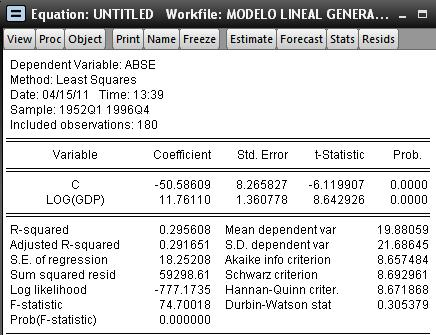 Equation: UNTITLED Workfile: MODELO LINEAL GENERA...
View Proc Object Print Name Freeze Estimate Forecast Stats Resids
Dependent Variable: ABSE
Method: Least Squares
Date: 04/15/11 Time: 13:39
Sample: 1952Q1 1996Q4
Included observations: 180
Variable Coefficient Std. Error t-Statistic Prob.
C -50.58609 8.265827 -6.119907 0.0000
LOG(GDP) 11.76110 1.360778 8.642926 0.0000
R-squared 0.295608 Mean dependent var 19.88059
Adjusted R-squared 0.291651 S.D. dependent var 21.68645
S.E. of regression 18.25208 Akaike info criterion 8.657484
Sum squared resid 59298.61 Schwarz criterion 8.692961
Log likelihood -777.1735 Hannan-Quinn criter. 8.671868
F-statistic 74.70018 Durbin-Watson stat 0.305379
Prob(F-statistic) 0.000000